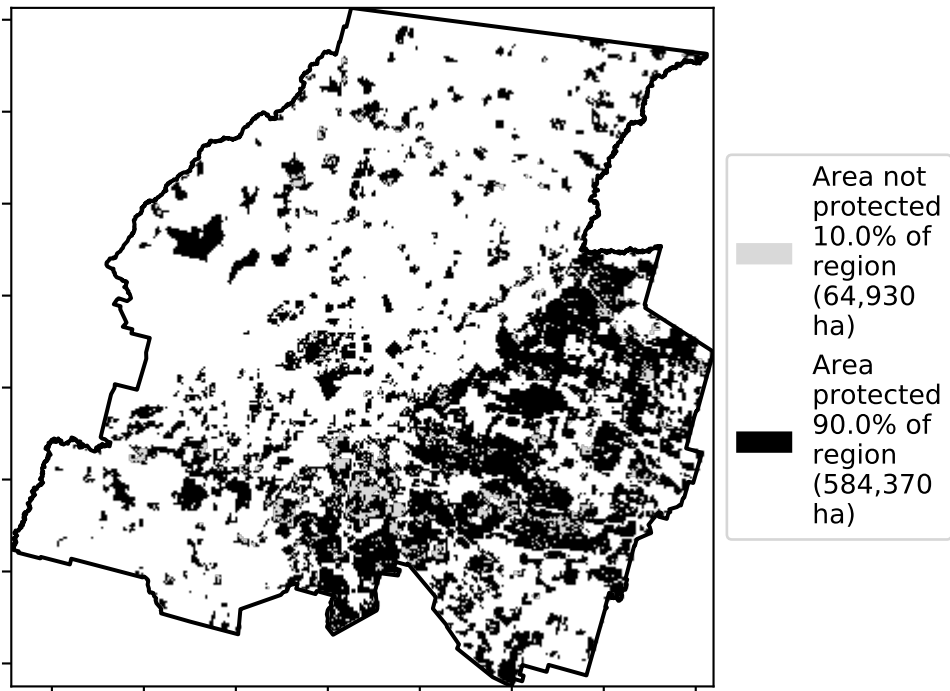 Area not
protected
10.0% of
region
(64,930
ha)
Area
protected
90.0% of
region
(584,370
ha)